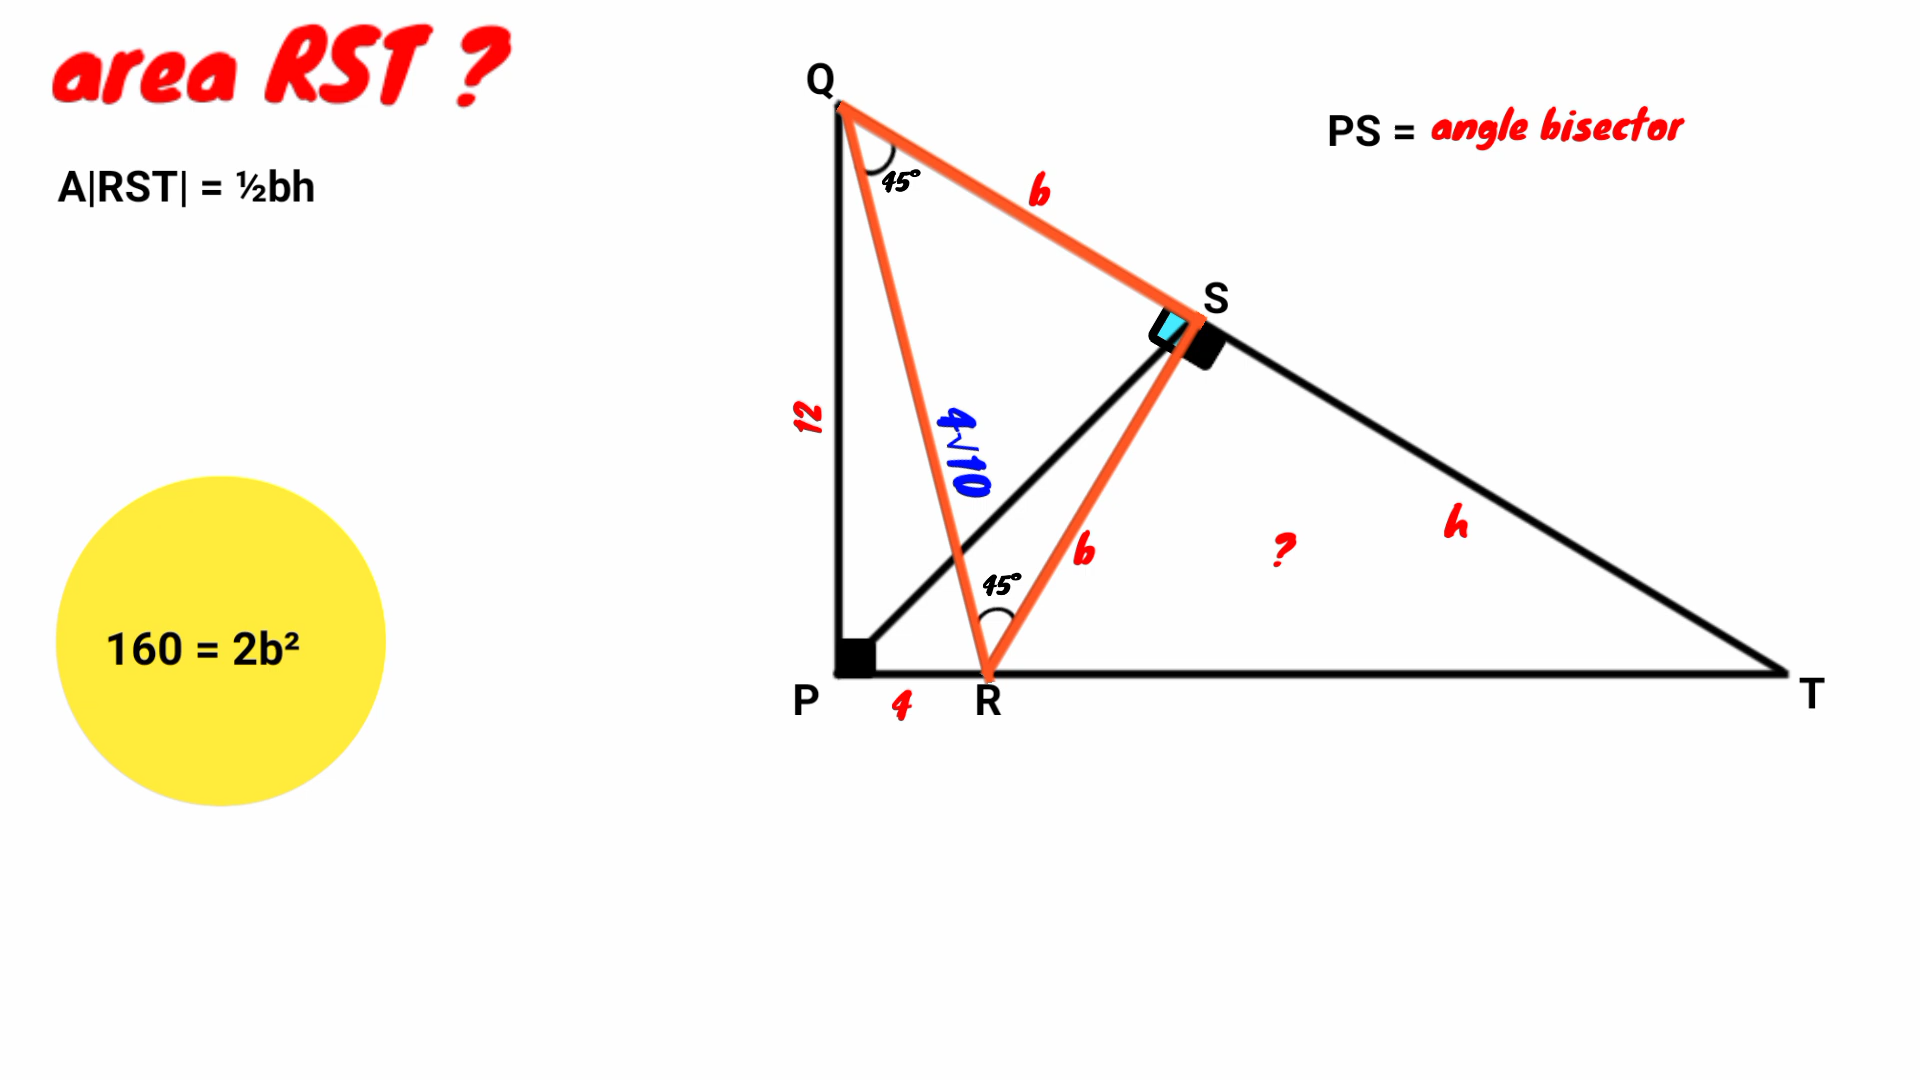 area RST ?
A|RST| = ½bh
160 = 2b²
PS = angle bisector
Q
45°
b
S
12
4√10
h
?
b
45°
P
4
R
T